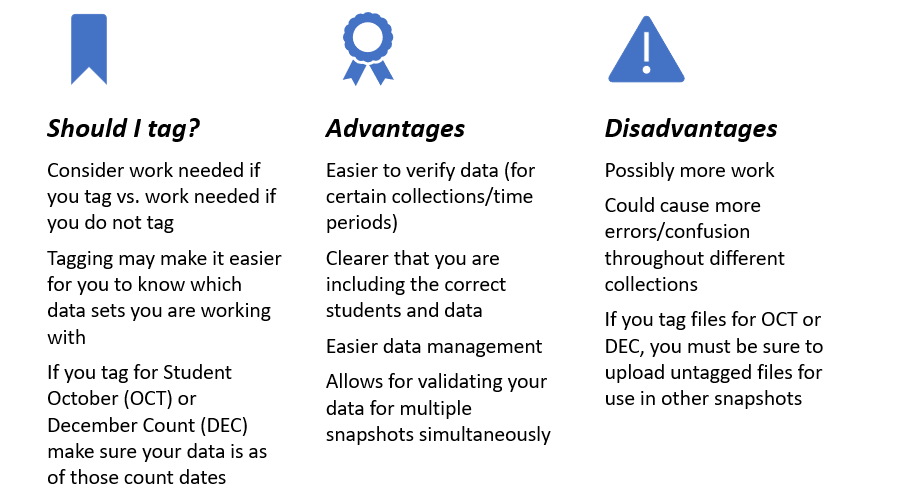 Should I tag?
Consider work needed if
you tag vs. work needed if
you do not tag
Tagging may make it easier
for you to know which
data sets you are working
with
If you tag for Student
October (OCT) or
December Count (DEC)
make sure your data is as
of those count dates
Advantages
Easier to verify data (for
certain collections/time
periods)
Clearer that you are
including the correct
students and data
Easier data management
Allows for validating your
data for multiple
snapshots simultaneously
Disadvantages
Possibly more work
Could cause more
errors/confusion
throughout different
collections
If you tag files for OCT or
DEC, you must be sure to
upload untagged files for
use in other snapshots